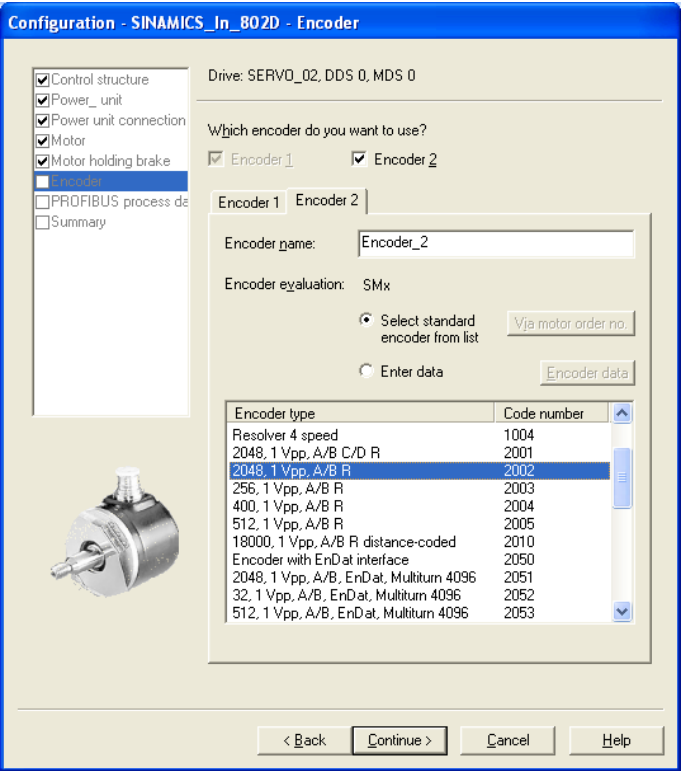 Configuration - SINAMICS_In_802D - Encoder
Control structure
Power_ unit
Power unit connection
Motor
Motor holding brake
Encoder
PROFIBUS process da
Summary
Drive: SERVO_02, DDS 0, MDS 0
Which encoder do you want to use?
Encoder 1 Encoder 2
Encoder 1 Encoder 2
Encoder name: Encoder_2
Encoder evaluation: SMx
Select standard encoder from list Via motor order no.
Enter data Encoder data
Encoder type Code number
Resolver 4 speed 1004
2048, 1 Vpp, A/B C/D R 2001
2048, 1 Vpp, A/B R 2002
256, 1 Vpp, A/B R 2003
400, 1 Vpp, A/B R 2004
512, 1 Vpp, A/B R 2005
18000, 1 Vpp, A/B R distance-coded 2010
Encoder with EnDat interface 2050
2048, 1 Vpp, A/B, EnDat, Multiturn 4096 2051
32, 1 Vpp, A/B, EnDat, Multiturn 4096 2052
512, 1 Vpp, A/B, EnDat, Multiturn 4096 2053
< Back Continue > Cancel Help